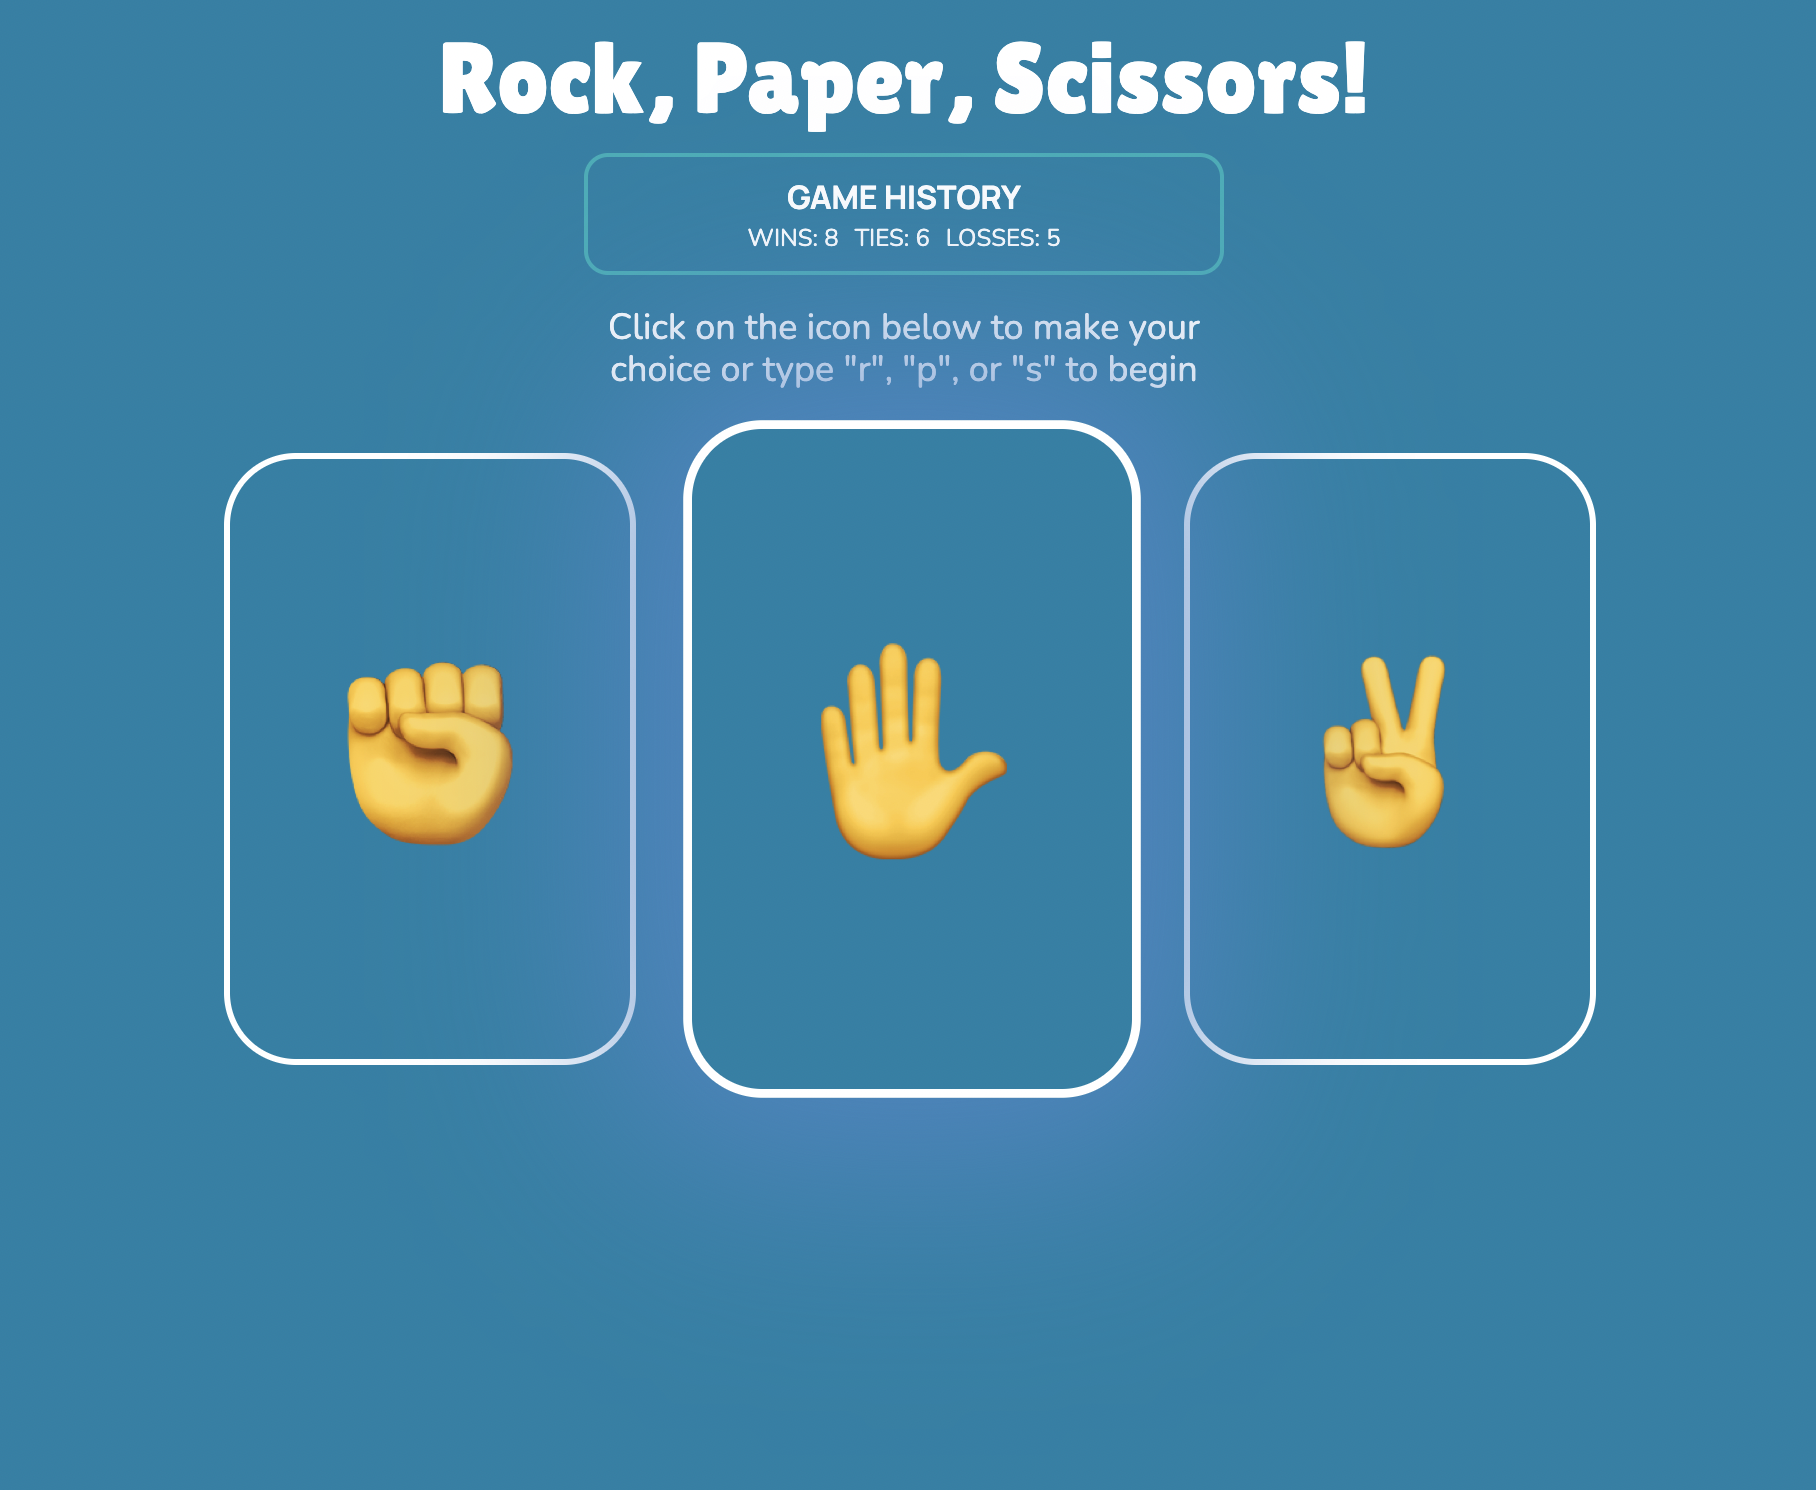 Rock, Paper, Scissors!
GAME HISTORY
WINS: 8 TIES: 6 LOSSES: 5
Click on the icon below to make your
choice or type "r", "p", or "s" to begin